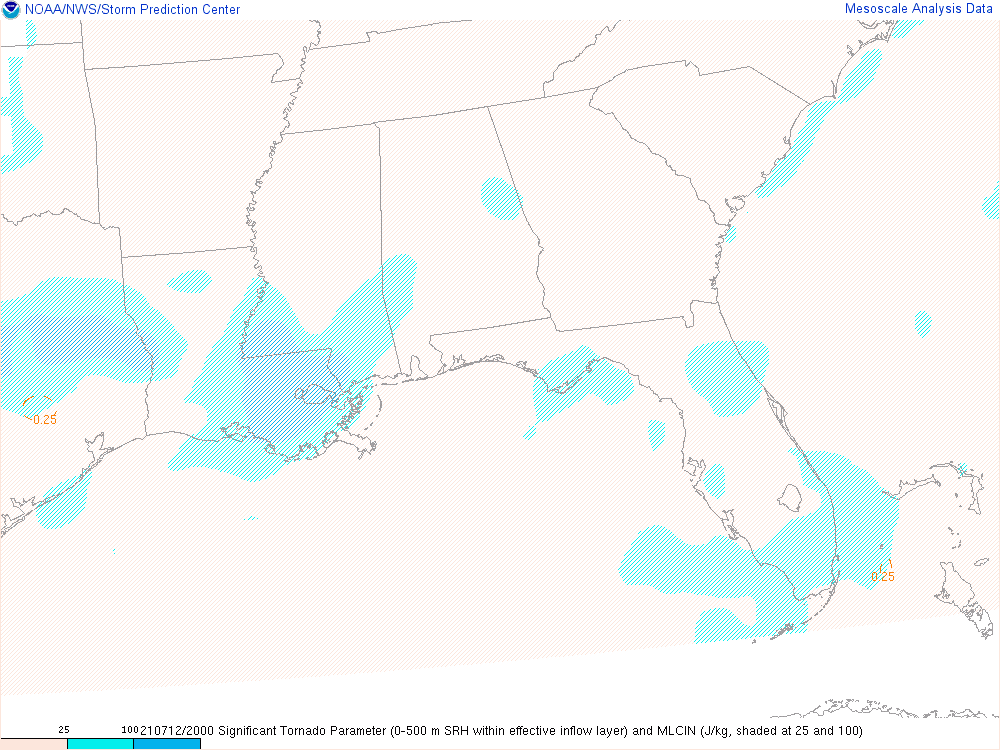 NOAA/NWS/Storm Prediction Center
Mesoscale Analysis Data
0.25
0.25
25
100
210712/2000 Significant Tornado Parameter (0-500 m SRH within effective inflow layer) and MLCIN (J/kg, shaded at 25 and 100)